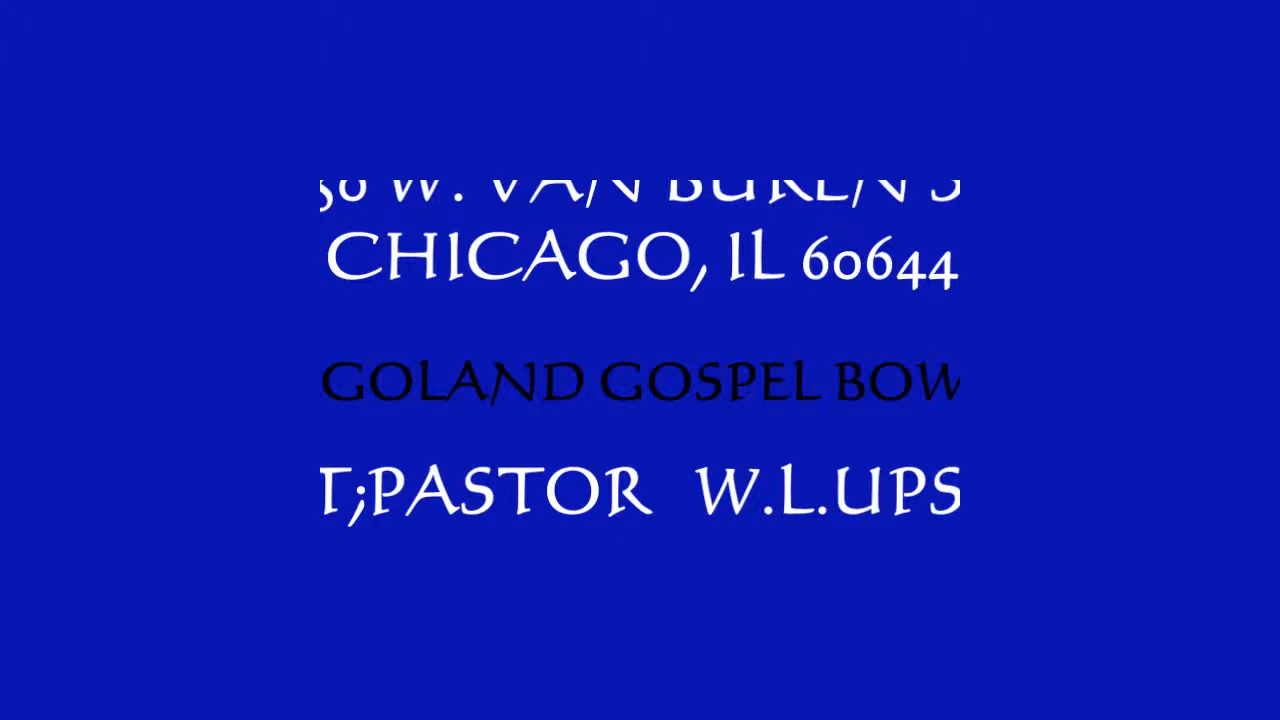 W. VAN BUREN S
CHICAGO, IL 60644
GOLAND GOSPEL BOW
T;PASTOR W.L.UPS